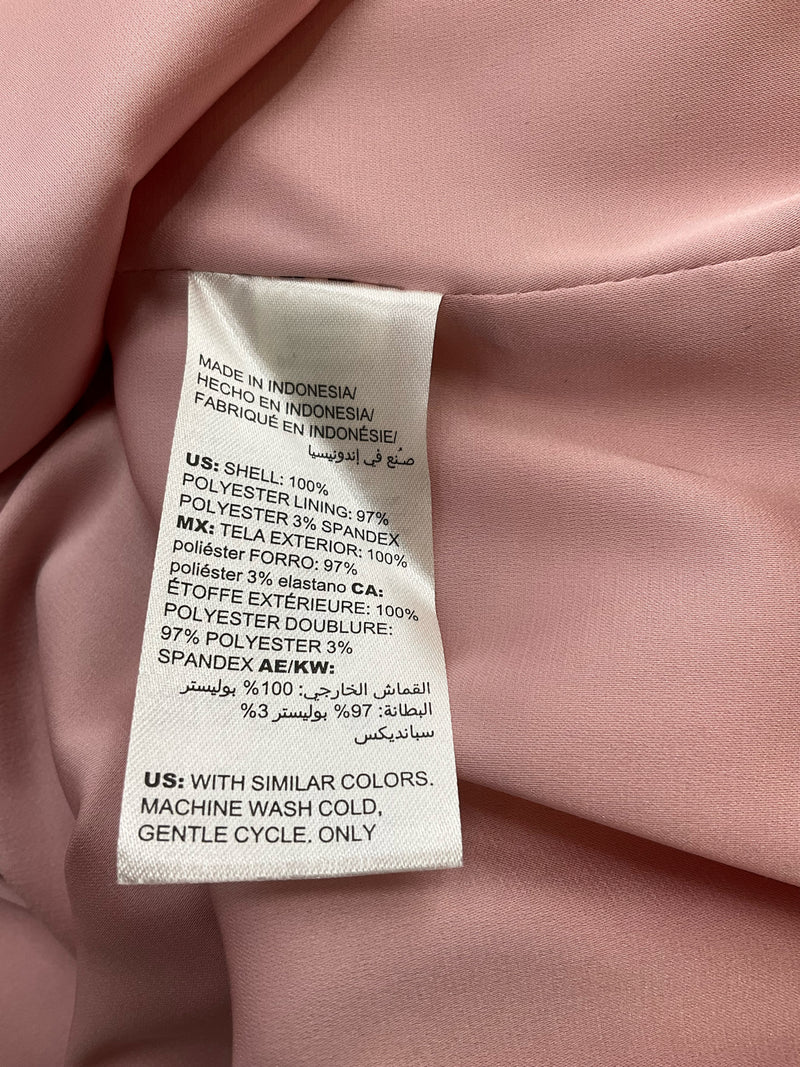 MADE IN INDONESIA/
HECHO EN INDONESIA/
FABRIQUÉ EN INDONÉSIE/
صُنع في إندونيسيا
US: SHELL: 100%
POLYESTER LINING: 97%
POLYESTER 3% SPANDEX
MX: TELA EXTERIOR: 100%
poliéster FORRO: 97%
poliéster 3% elastano CA:
ÉTOFFE EXTÉRIEURE: 100%
POLYESTER DOUBLURE:
97% POLYESTER 3%
SPANDEX AE/KW:
القماش الخارجي: 100% بوليستر
البطانة: 97% بوليستر 3%
سبانديكس
US: WITH SIMILAR COLORS.
MACHINE WASH COLD,
GENTLE CYCLE. ONLY